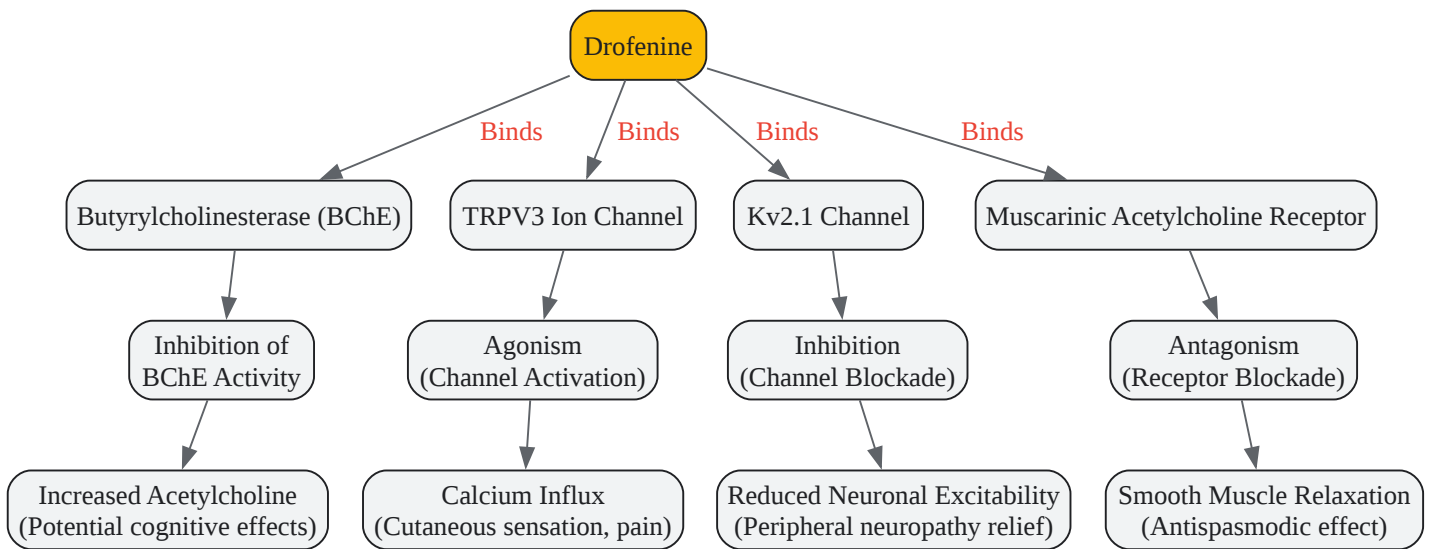 Drofenine
Binds
Binds
Binds
Binds
Butyrylcholinesterase (BChE)
TRPV3 Ion Channel
Kv2.1 Channel
Muscarinic Acetylcholine Receptor
Inhibition of
BChE Activity
Agonism
(Channel Activation)
Inhibition
(Channel Blockade)
Antagonism
(Receptor Blockade)
Increased Acetylcholine
(Potential cognitive effects)
Calcium Influx
(Cutaneous sensation, pain)
Reduced Neuronal Excitability
(Peripheral neuropathy relief)
Smooth Muscle Relaxation
(Antispasmodic effect)